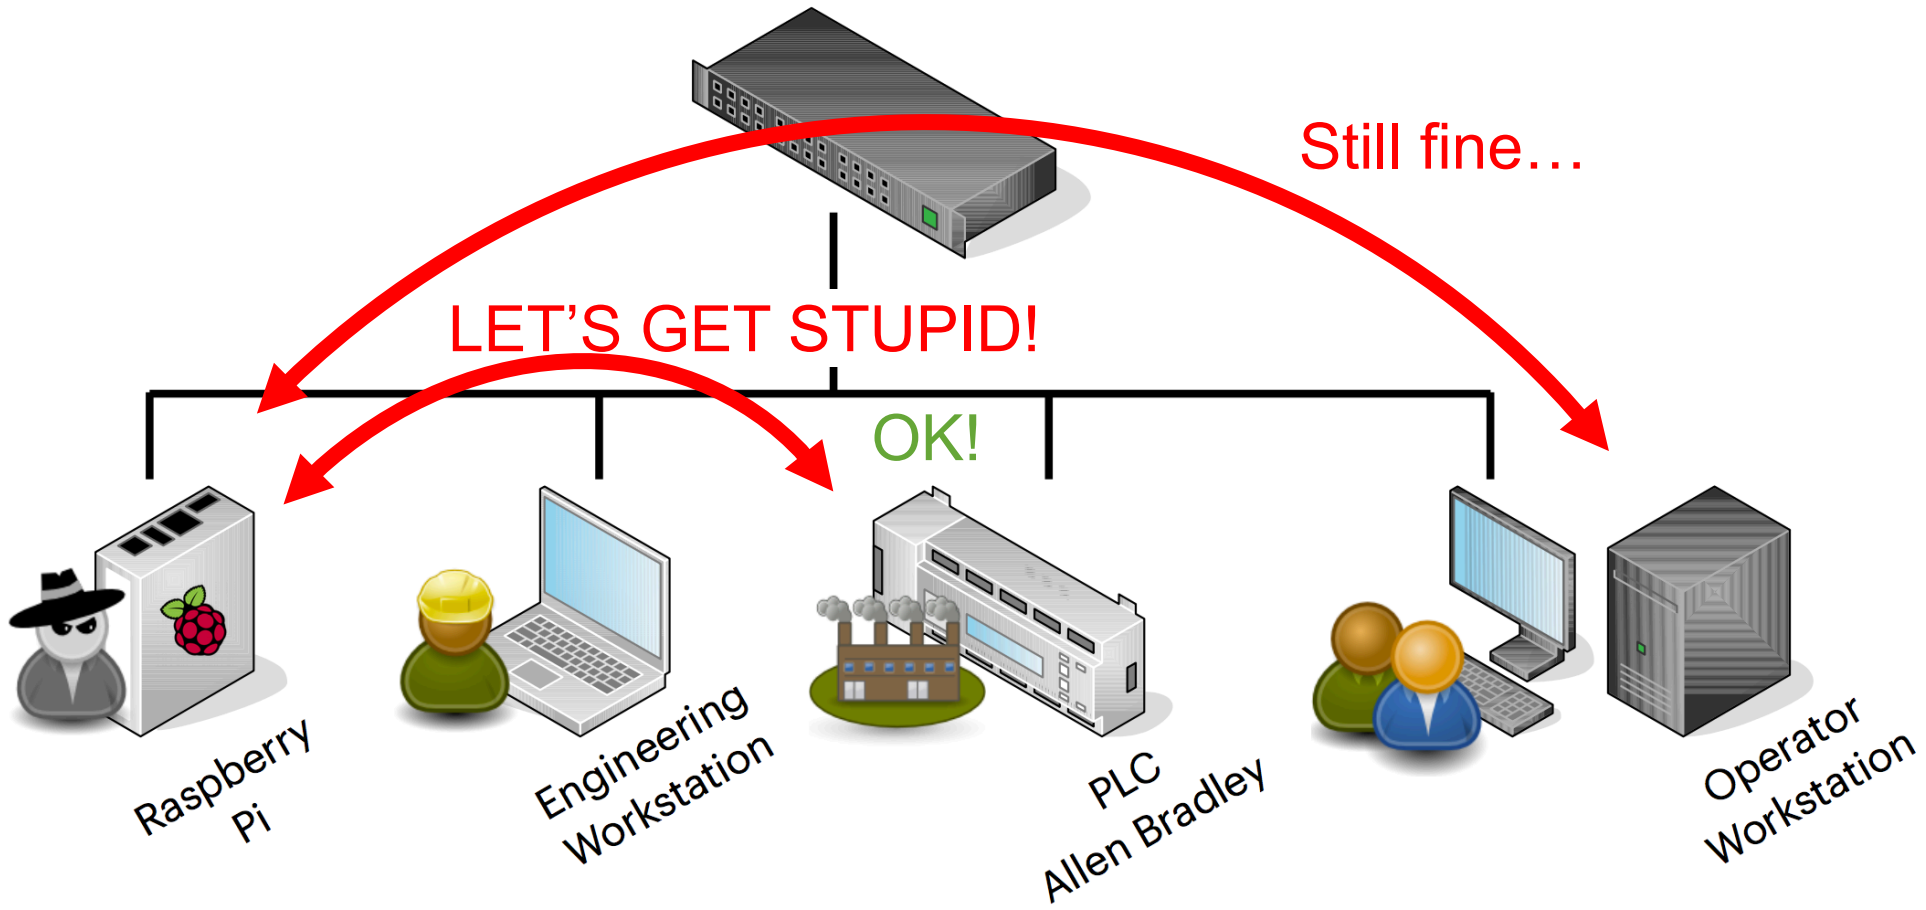 Still fine…
LET’S GET STUPID!
OK!
Raspberry
Pi
Engineering
Workstation
PLC
Allen Bradley
Operator
Workstation